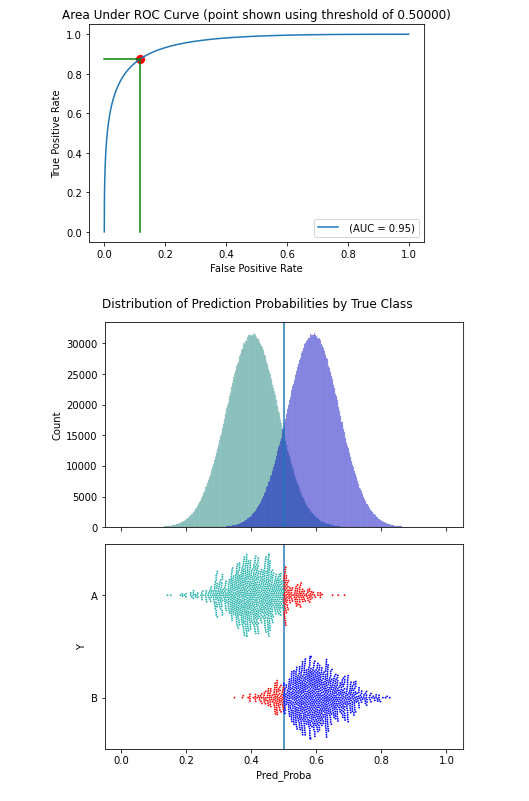 Area Under ROC Curve (point shown using threshold of 0.50000)
1.0
0.8
0.6
0.4
0.2
0.0
True Positive Rate
(AUC = 0.95)
0.0 0.2 0.4 0.6 0.8 1.0
False Positive Rate
Distribution of Prediction Probabilities by True Class
30000
25000
20000
15000
10000
5000
0
Count
A
B
Y
0.0 0.2 0.4 0.6 0.8 1.0
Pred_Proba